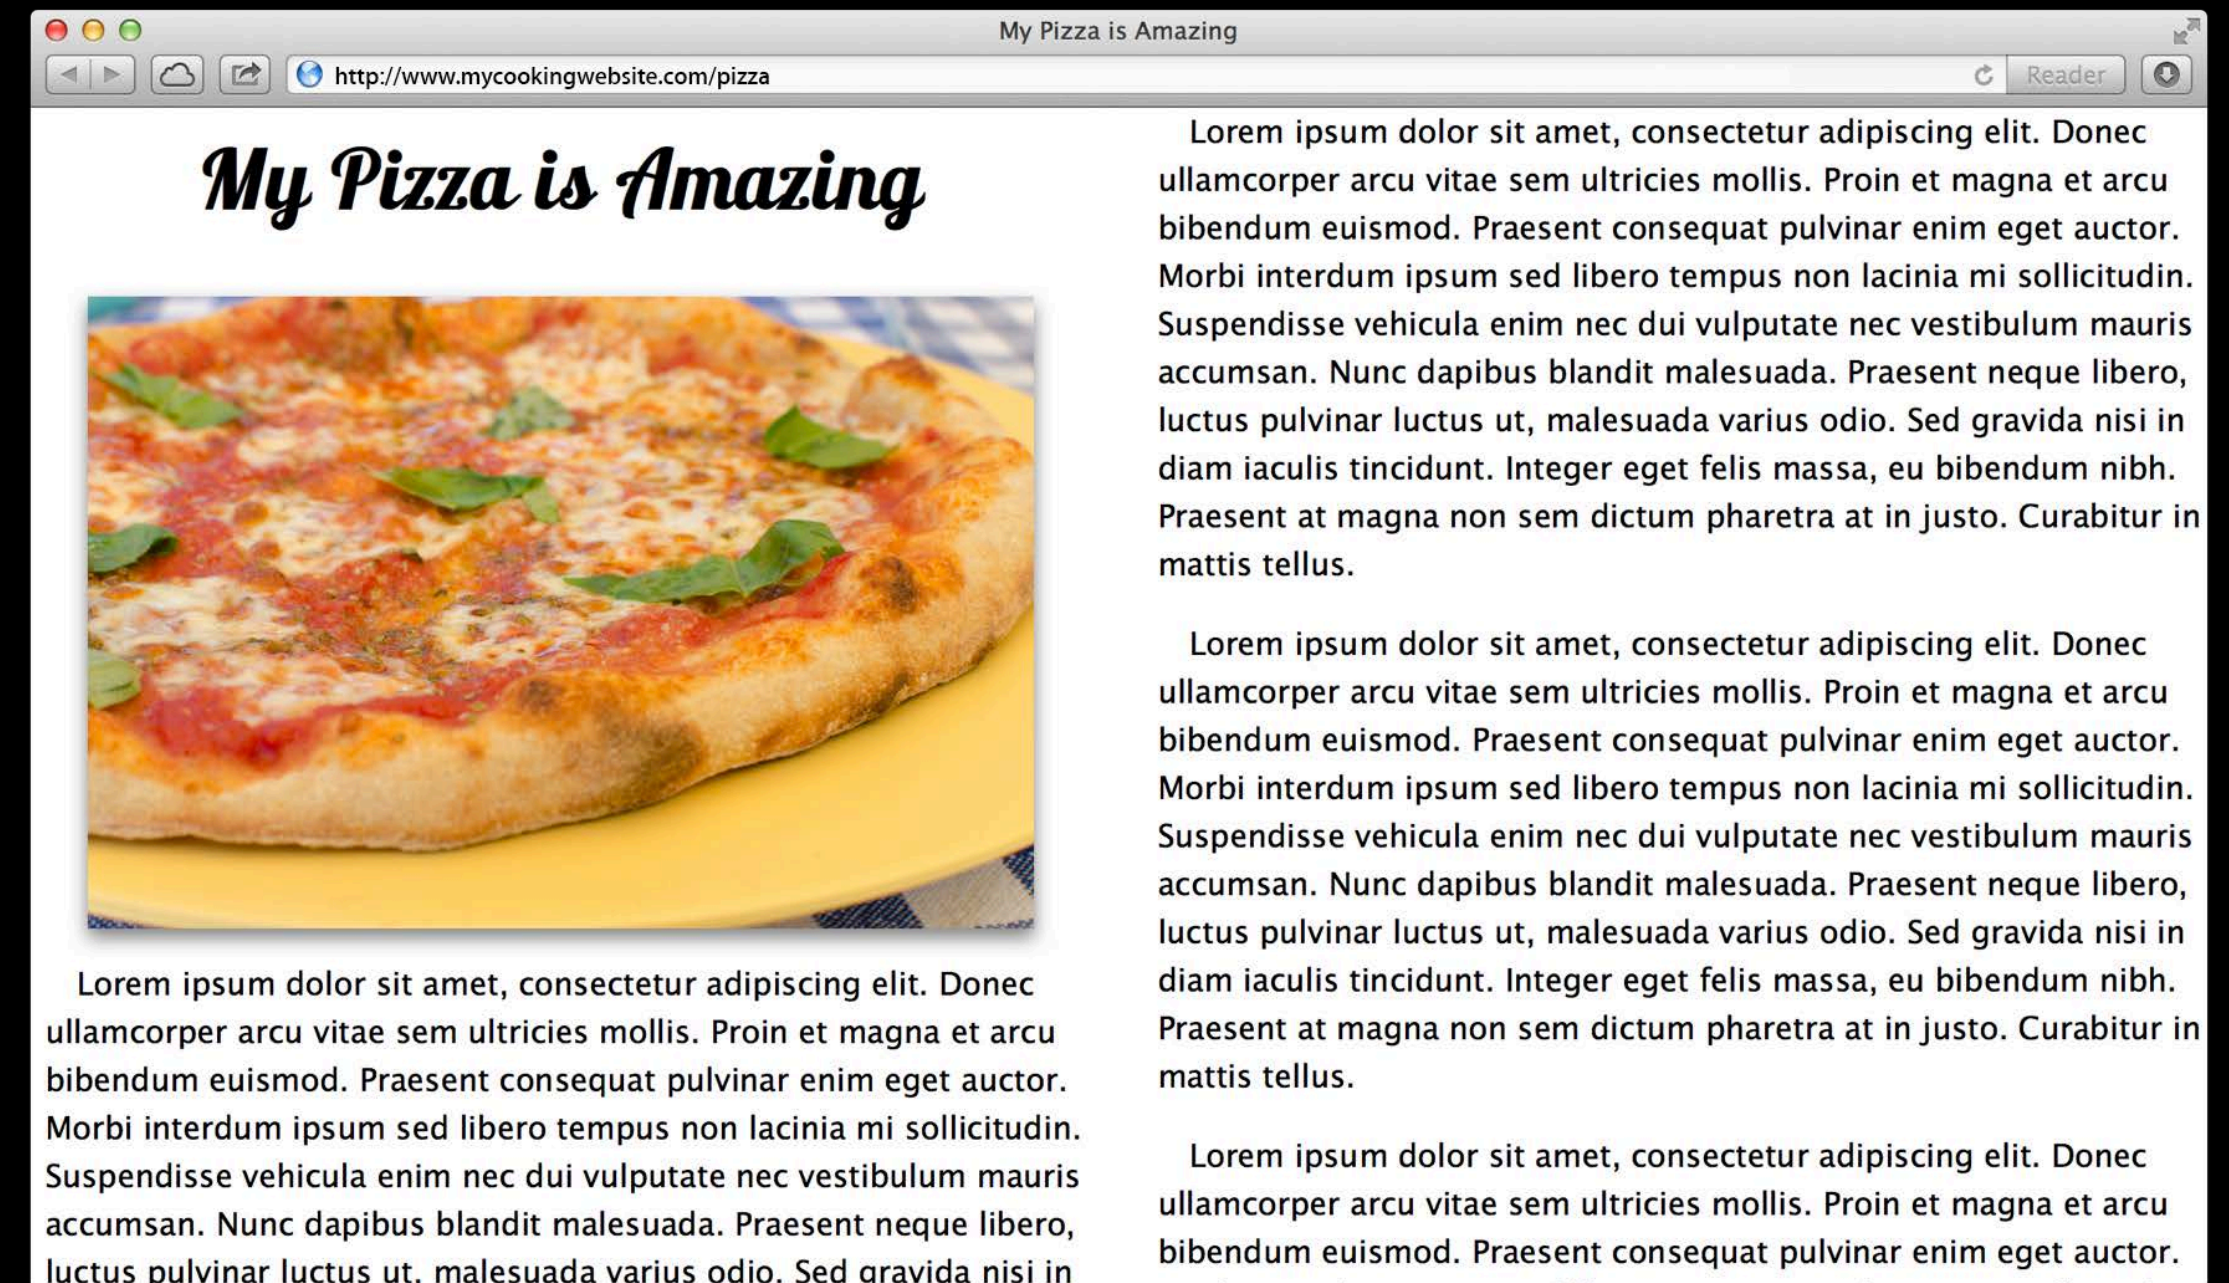 My Pizza is Amazing
http://www.mycookingwebsite.com/pizza
Reader
My Pizza is Amazing
Lorem ipsum dolor sit amet, consectetur adipiscing elit. Donec
ullamcorper arcu vitae sem ultricies mollis. Proin et magna et arcu
bibendum euismod. Praesent consequat pulvinar enim eget auctor.
Morbi interdum ipsum sed libero tempus non lacinia mi sollicitudin.
Suspendisse vehicula enim nec dui vulputate nec vestibulum mauris
accumsan. Nunc dapibus blandit malesuada. Praesent neque libero,
luctus pulvinar luctus ut, malesuada varius odio. Sed gravida nisi in
Lorem ipsum dolor sit amet, consectetur adipiscing elit. Donec
ullamcorper arcu vitae sem ultricies mollis. Proin et magna et arcu
bibendum euismod. Praesent consequat pulvinar enim eget auctor.
Morbi interdum ipsum sed libero tempus non lacinia mi sollicitudin.
Suspendisse vehicula enim nec dui vulputate nec vestibulum mauris
accumsan. Nunc dapibus blandit malesuada. Praesent neque libero,
luctus pulvinar luctus ut, malesuada varius odio. Sed gravida nisi in
diam iaculis tincidunt. Integer eget felis massa, eu bibendum nibh.
Praesent at magna non sem dictum pharetra at in justo. Curabitur in
mattis tellus.
Lorem ipsum dolor sit amet, consectetur adipiscing elit. Donec
ullamcorper arcu vitae sem ultricies mollis. Proin et magna et arcu
bibendum euismod. Praesent consequat pulvinar enim eget auctor.
Morbi interdum ipsum sed libero tempus non lacinia mi sollicitudin.
Suspendisse vehicula enim nec dui vulputate nec vestibulum mauris
accumsan. Nunc dapibus blandit malesuada. Praesent neque libero,
luctus pulvinar luctus ut, malesuada varius odio. Sed gravida nisi in
diam iaculis tincidunt. Integer eget felis massa, eu bibendum nibh.
Praesent at magna non sem dictum pharetra at in justo. Curabitur in
mattis tellus.
Lorem ipsum dolor sit amet, consectetur adipiscing elit. Donec
ullamcorper arcu vitae sem ultricies mollis. Proin et magna et arcu
bibendum euismod. Praesent consequat pulvinar enim eget auctor.